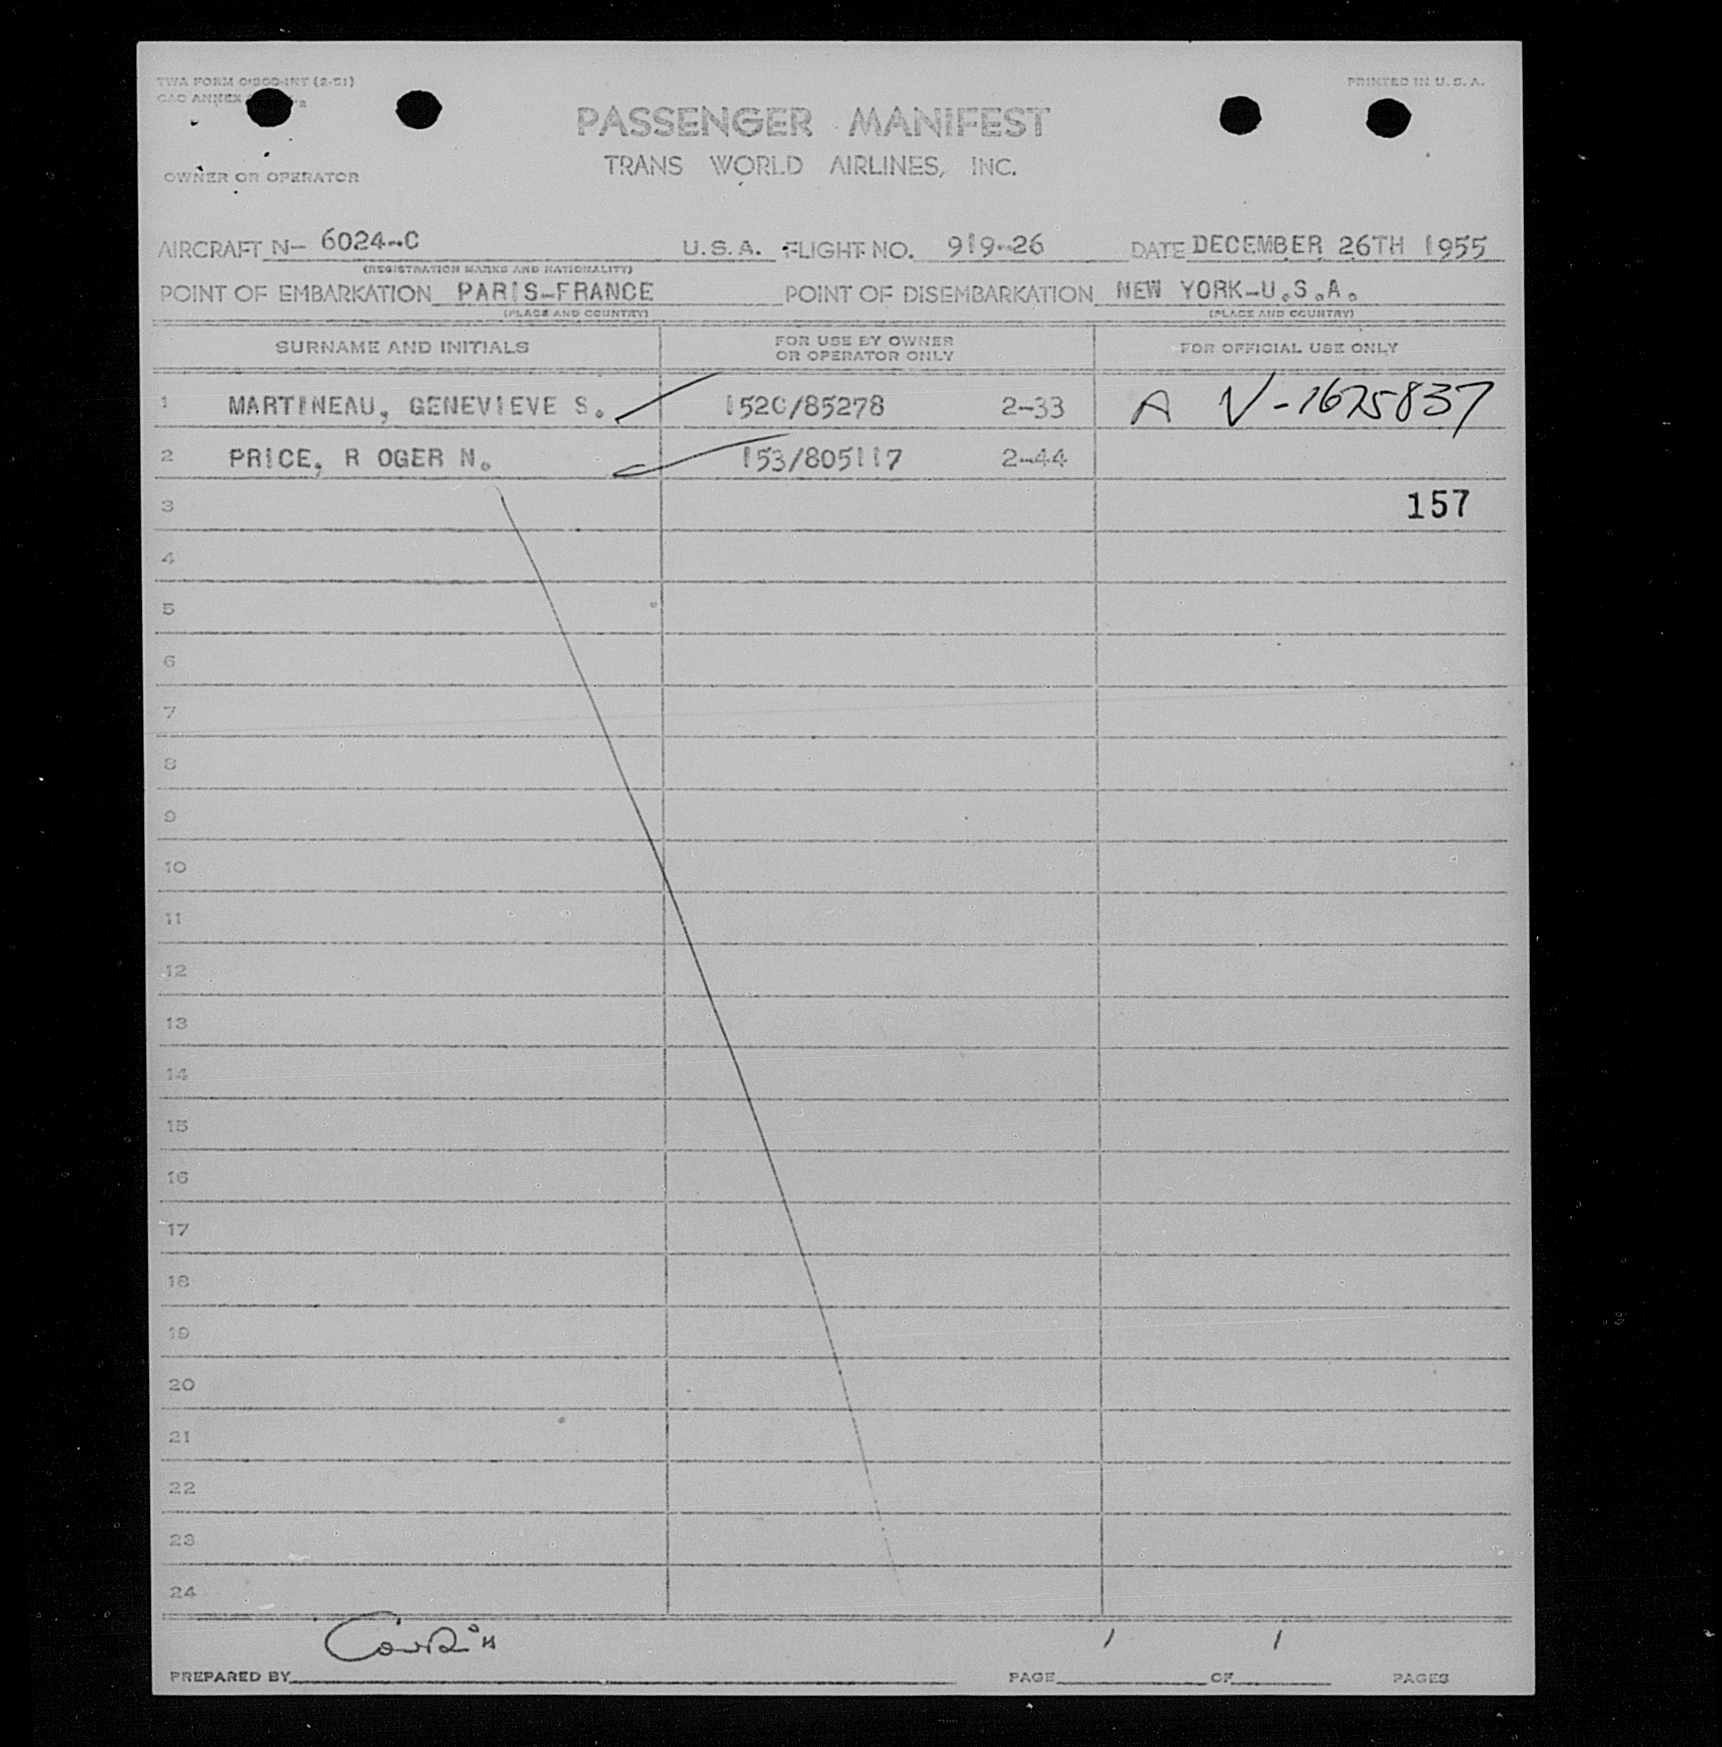 TWA FORM (2-51)
PRINTED IN U. S. A.
CAO ANNEX
PASSENGER MANIFEST
TRANS WORLD AIRLINES, INC.
OWNER OR OPERATOR
AIRCRAFT N- 6024-C U.S.A. FLIGHT NO. 919-26 DATE DECEMBER 26TH 1955
(REGISTRATION MARKS AND NATIONALITY)
POINT OF EMBARKATION PARIS-FRANCE POINT OF DISEMBARKATION NEW YORK-U.S.A.
(PLACE AND COUNTRY) (PLACE AND COUNTRY)
SURNAME AND INITIALS FOR USE BY OWNER OR OPERATOR ONLY FOR OFFICIAL USE ONLY
1 MARTINEAU, GENEVIEVE S. 152C/85278 2-33 A V-1675837
2 PRICE, R OGER N. 153/805117 2-44
3 157
4
5
6
7
8
9
10
11
12
13
14
15
16
17
18
19
20
21
22
23
24
PREPARED BY PAGE 1 OF 1 PAGES